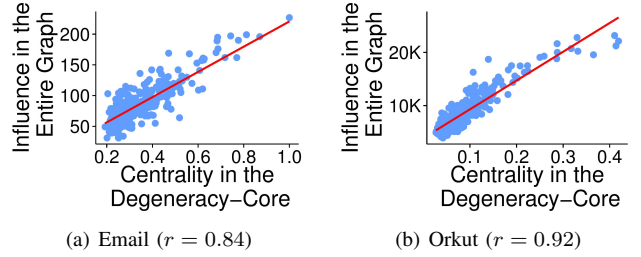 Influence in the
Entire Graph
200
150
100
50
0.2 0.4 0.6 0.8 1.0
Centrality in the
Degeneracy−Core
(a) Email (r = 0.84)
Influence in the
Entire Graph
20K
10K
0.1 0.2 0.3 0.4
Centrality in the
Degeneracy−Core
(b) Orkut (r = 0.92)